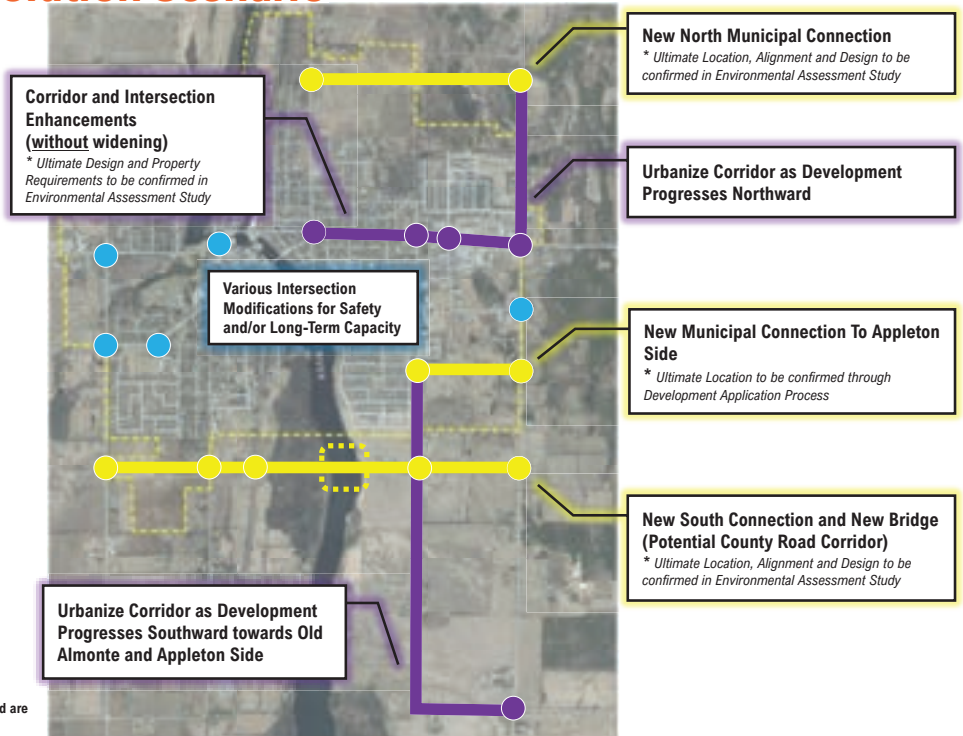 New North Municipal Connection
* Ultimate Location, Alignment and Design to be
confirmed in Environmental Assessment Study
Corridor and Intersection
Enhancements
(without widening)
* Ultimate Design and Property
Requirements to be confirmed in
Environmental Assessment Study
Urbanize Corridor as Development
Progresses Northward
Various Intersection
Modifications for Safety
and/or Long-Term Capacity
New Municipal Connection To Appleton
Side
* Ultimate Location to be confirmed through
Development Application Process
New South Connection and New Bridge
(Potential County Road Corridor)
* Ultimate Location, Alignment and Design to be
confirmed in Environmental Assessment Study
Urbanize Corridor as Development
Progresses Southward towards Old
Almonte and Appleton Side
are